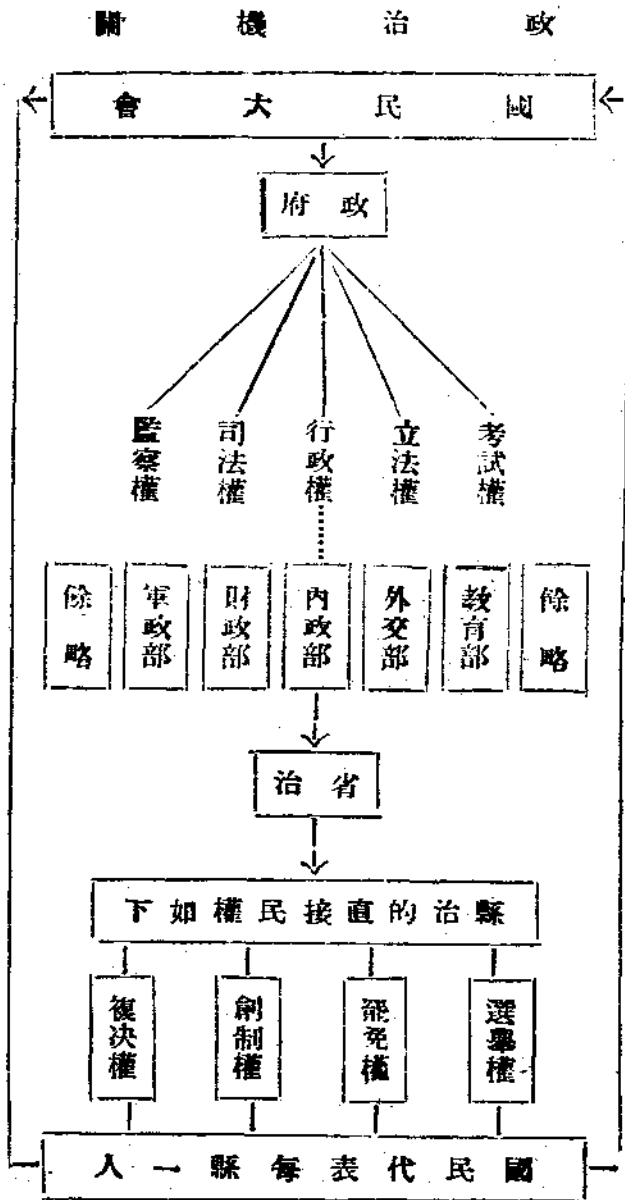 政治機關
國民大會
政府
考試權
立法權
行政權
司法權
監察權
餘略
教育部
外交部
內政部
財政部
軍政部
餘略
省治
縣治的直接民權如下
選舉權
罷免權
創制權
複決權
國民代表每縣一人